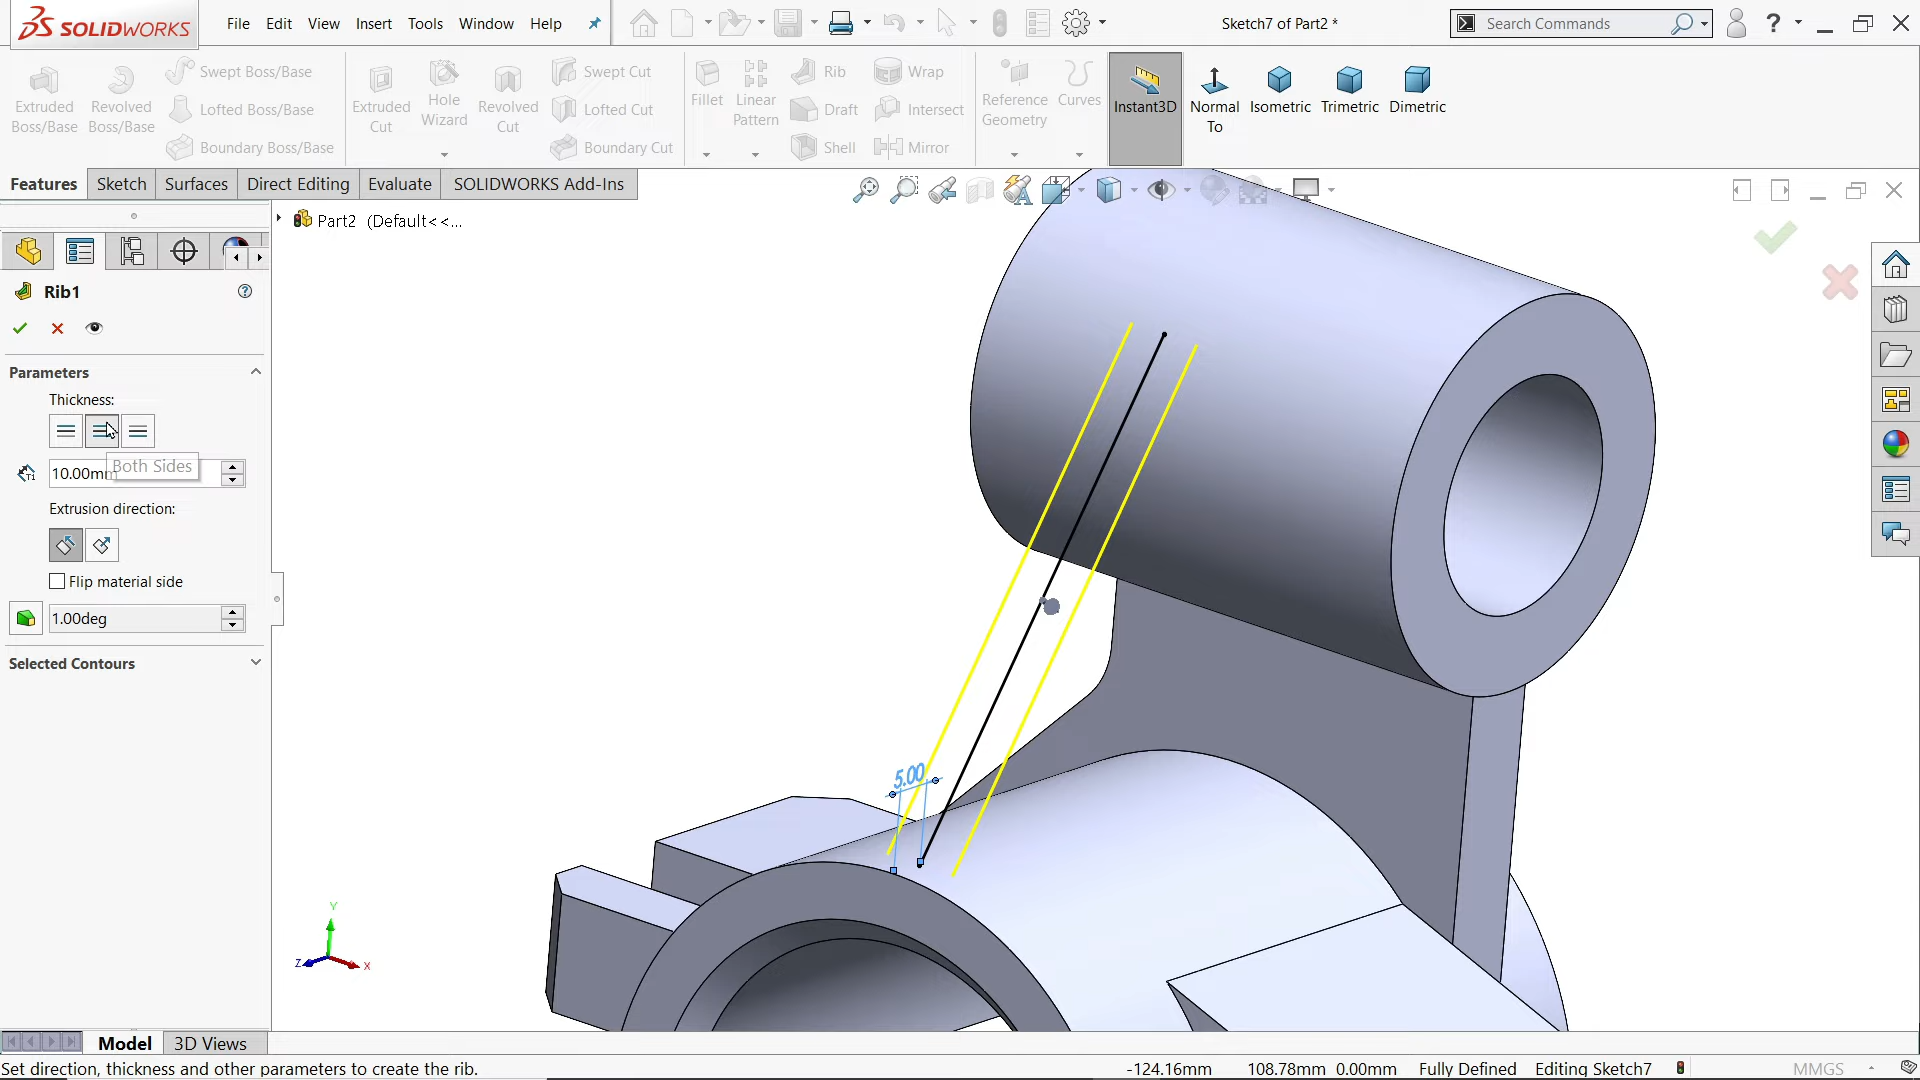 SOLIDWORKS File Edit View Insert Tools Window Help Sketch7 of Part2 * Search Commands ?
Extruded Boss/Base
Revolved Boss/Base
Swept Boss/Base
Lofted Boss/Base
Boundary Boss/Base
Extruded Cut
Hole Wizard
Revolved Cut
Swept Cut
Lofted Cut
Boundary Cut
Fillet
Linear Pattern
Rib
Draft
Shell
Wrap
Intersect
Mirror
Reference Geometry
Curves
Instant3D
Normal To
Isometric
Trimetric
Dimetric
Features Sketch Surfaces Direct Editing Evaluate SOLIDWORKS Add-Ins
Part2 (Default<<...
Rib1
Parameters
Thickness:
Both Sides
10.00mm
Extrusion direction:
Flip material side
1.00deg
Selected Contours
5.00
Y
Z
X
Model 3D Views
Set direction, thickness and other parameters to create the rib. -124.16mm 108.78mm 0.00mm Fully Defined Editing Sketch7 MMGS